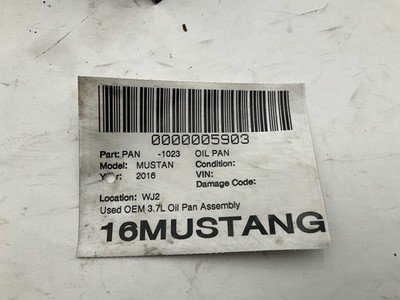 0000005903
Part: PAN -1023 OIL PAN
Model: MUSTAN Condition:
Year: 2016 VIN:
Damage Code:
Location: WJ2
Used OEM 3.7L Oil Pan Assembly
16MUSTANG